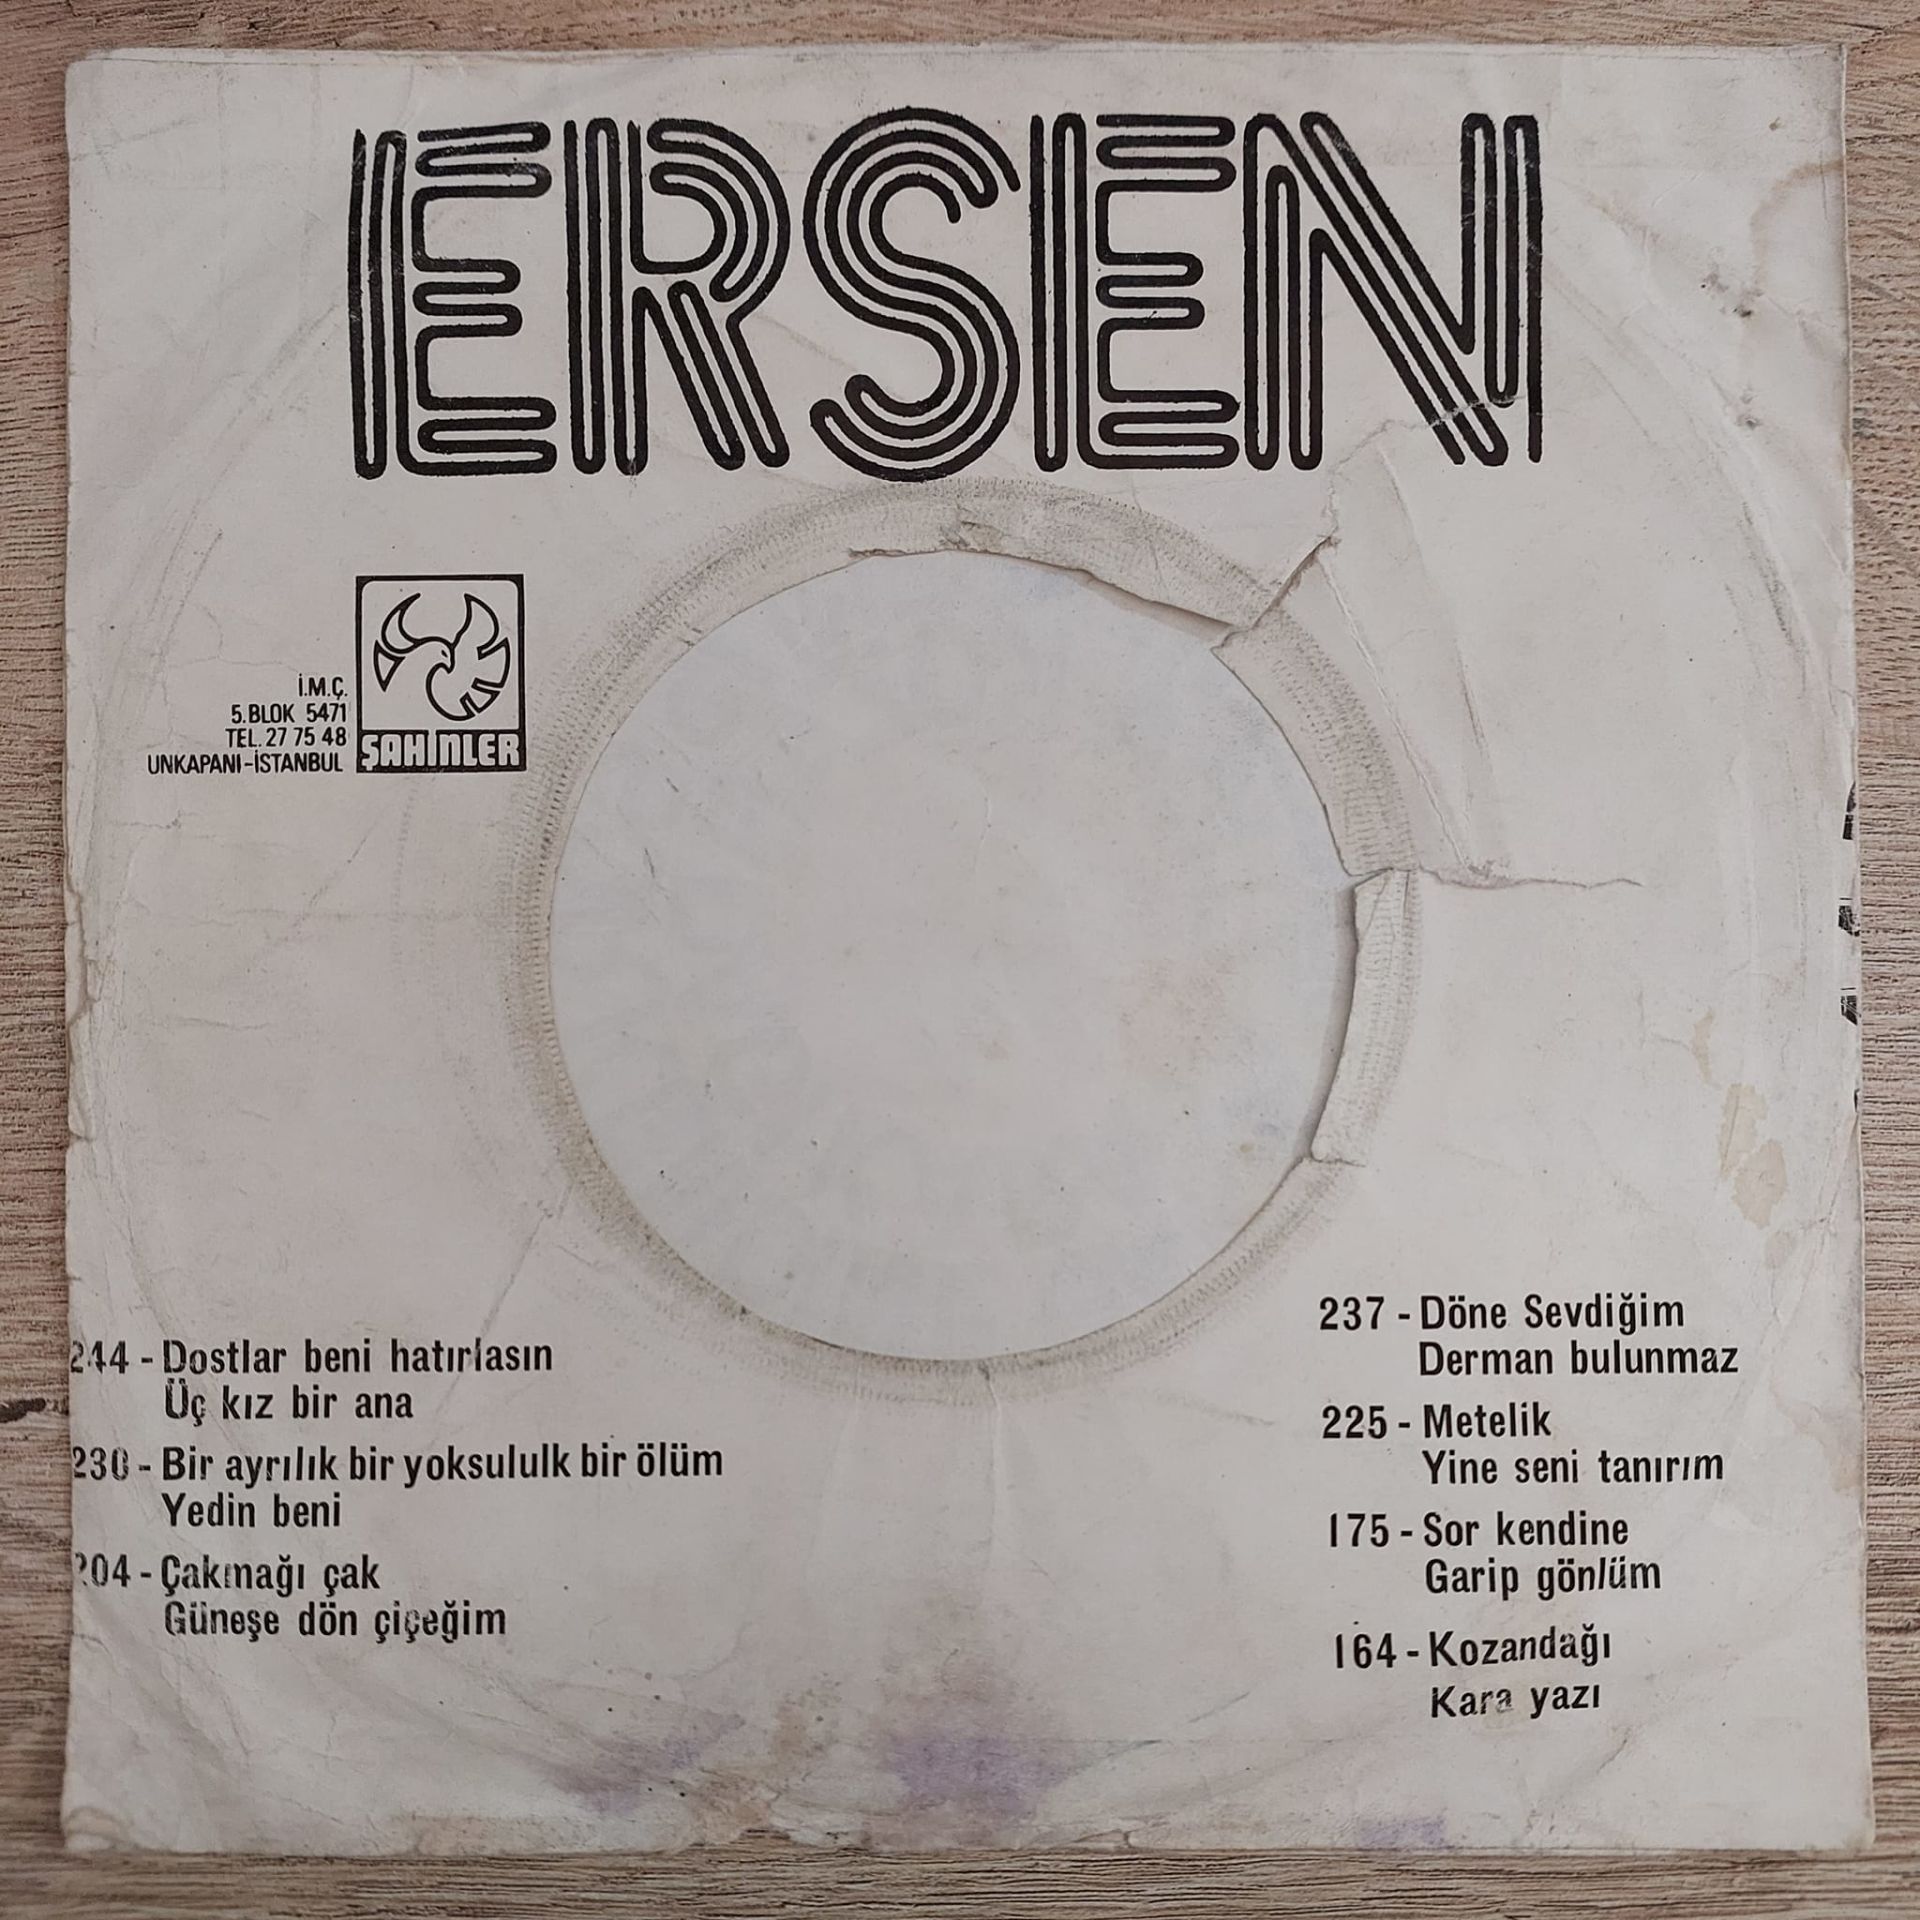 ERSEN
İ.M.Ç.
5.BLOK 5471
TEL.27 75 48
UNKAPANI-İSTANBUL
ŞAHİNLER
244 - Dostlar beni hatırlasın
Üç kız bir ana
230 - Bir ayrılık bir yoksululk bir ölüm
Yedin beni
204 - Çakmağı çak
Güneşe dön çiçeğim
237 - Döne Sevdiğim
Derman bulunmaz
225 - Metelik
Yine seni tanırım
175 - Sor kendine
Garip gönlüm
164 - Kozandağı
Kara yazı